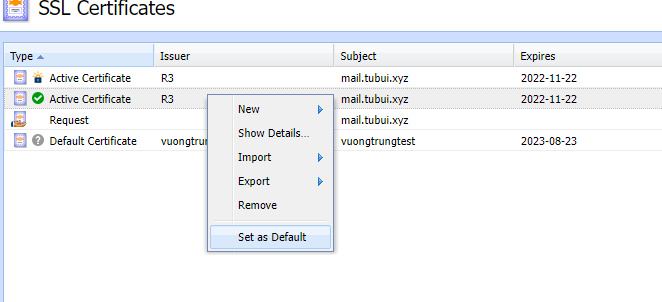 SSL Certificates
Type Issuer Subject Expires
Active Certificate R3 mail.tubui.xyz 2022-11-22
Active Certificate R3 mail.tubui.xyz 2022-11-22
Request mail.tubui.xyz
Default Certificate vuongtrung vuongtrungtest 2023-08-23
New
Show Details...
Import
Export
Remove
Set as Default